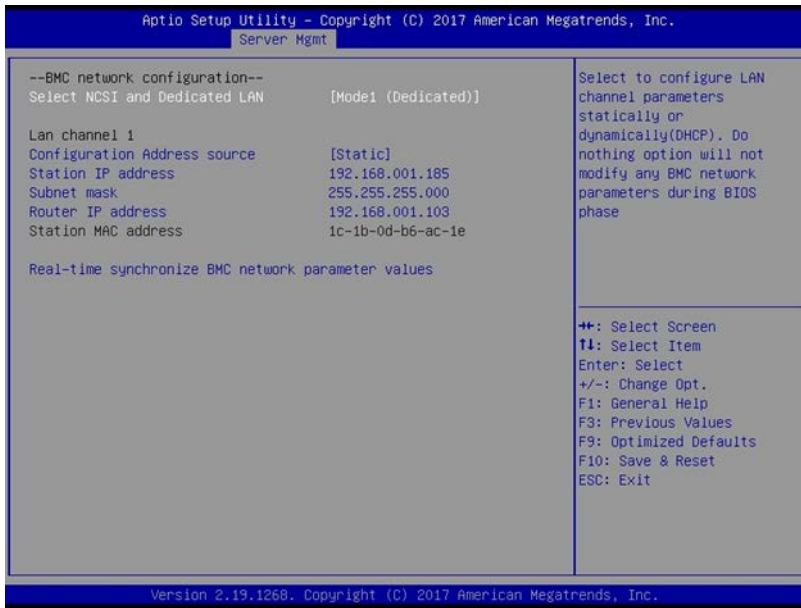 Aptio Setup Utility – Copyright (C) 2017 American Megatrends, Inc.
Server Mgmt
--BMC network configuration--
Select NCSI and Dedicated LAN [Mode1 (Dedicated)]
Lan channel 1
Configuration Address source [Static]
Station IP address 192.168.001.185
Subnet mask 255.255.255.000
Router IP address 192.168.001.103
Station MAC address 1c-1b-0d-b6-ac-1e
Real-time synchronize BMC network parameter values
Select to configure LAN
channel parameters
statically or
dynamically(DHCP). Do
nothing option will not
modify any BMC network
parameters during BIOS
phase
→←: Select Screen
↑↓: Select Item
Enter: Select
+/-: Change Opt.
F1: General Help
F3: Previous Values
F9: Optimized Defaults
F10: Save & Reset
ESC: Exit
Version 2.19.1268. Copyright (C) 2017 American Megatrends, Inc.